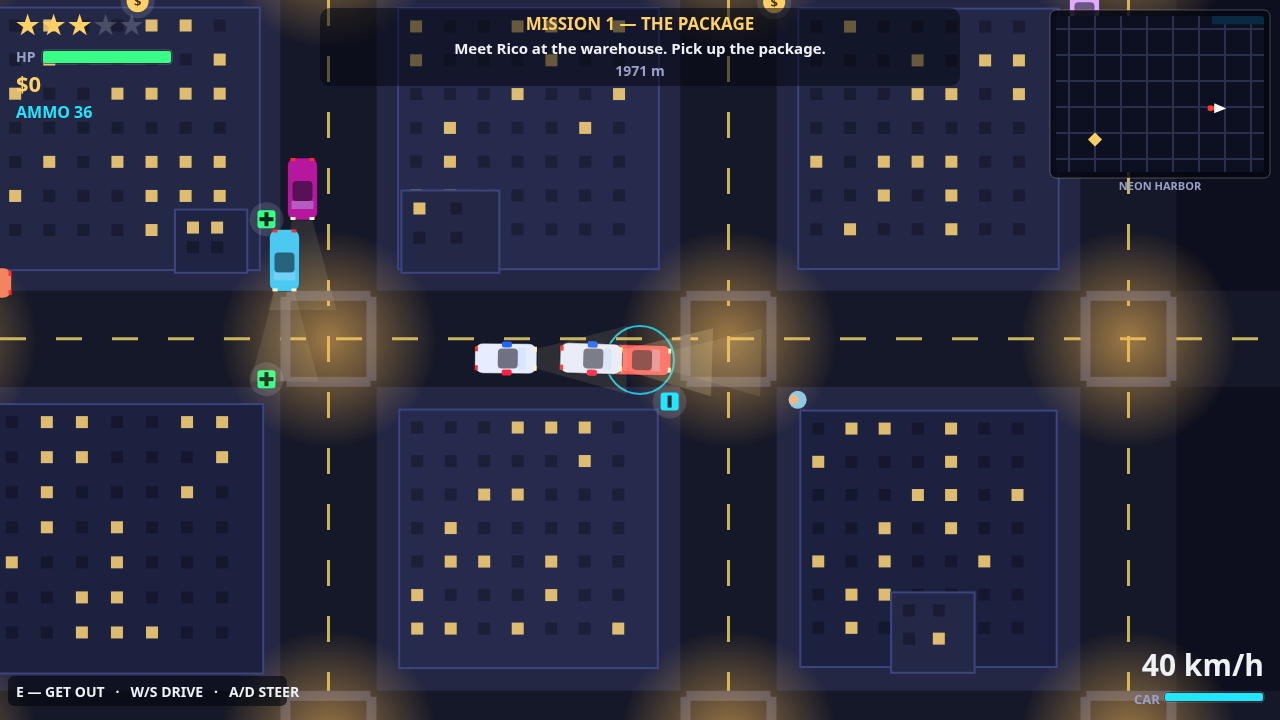 MISSION 1 — THE PACKAGE
Meet Rico at the warehouse. Pick up the package.
1971 m
HP
$0
AMMO 36
$
$
NEON HARBOR
E — GET OUT · W/S DRIVE · A/D STEER
40 km/h
CAR